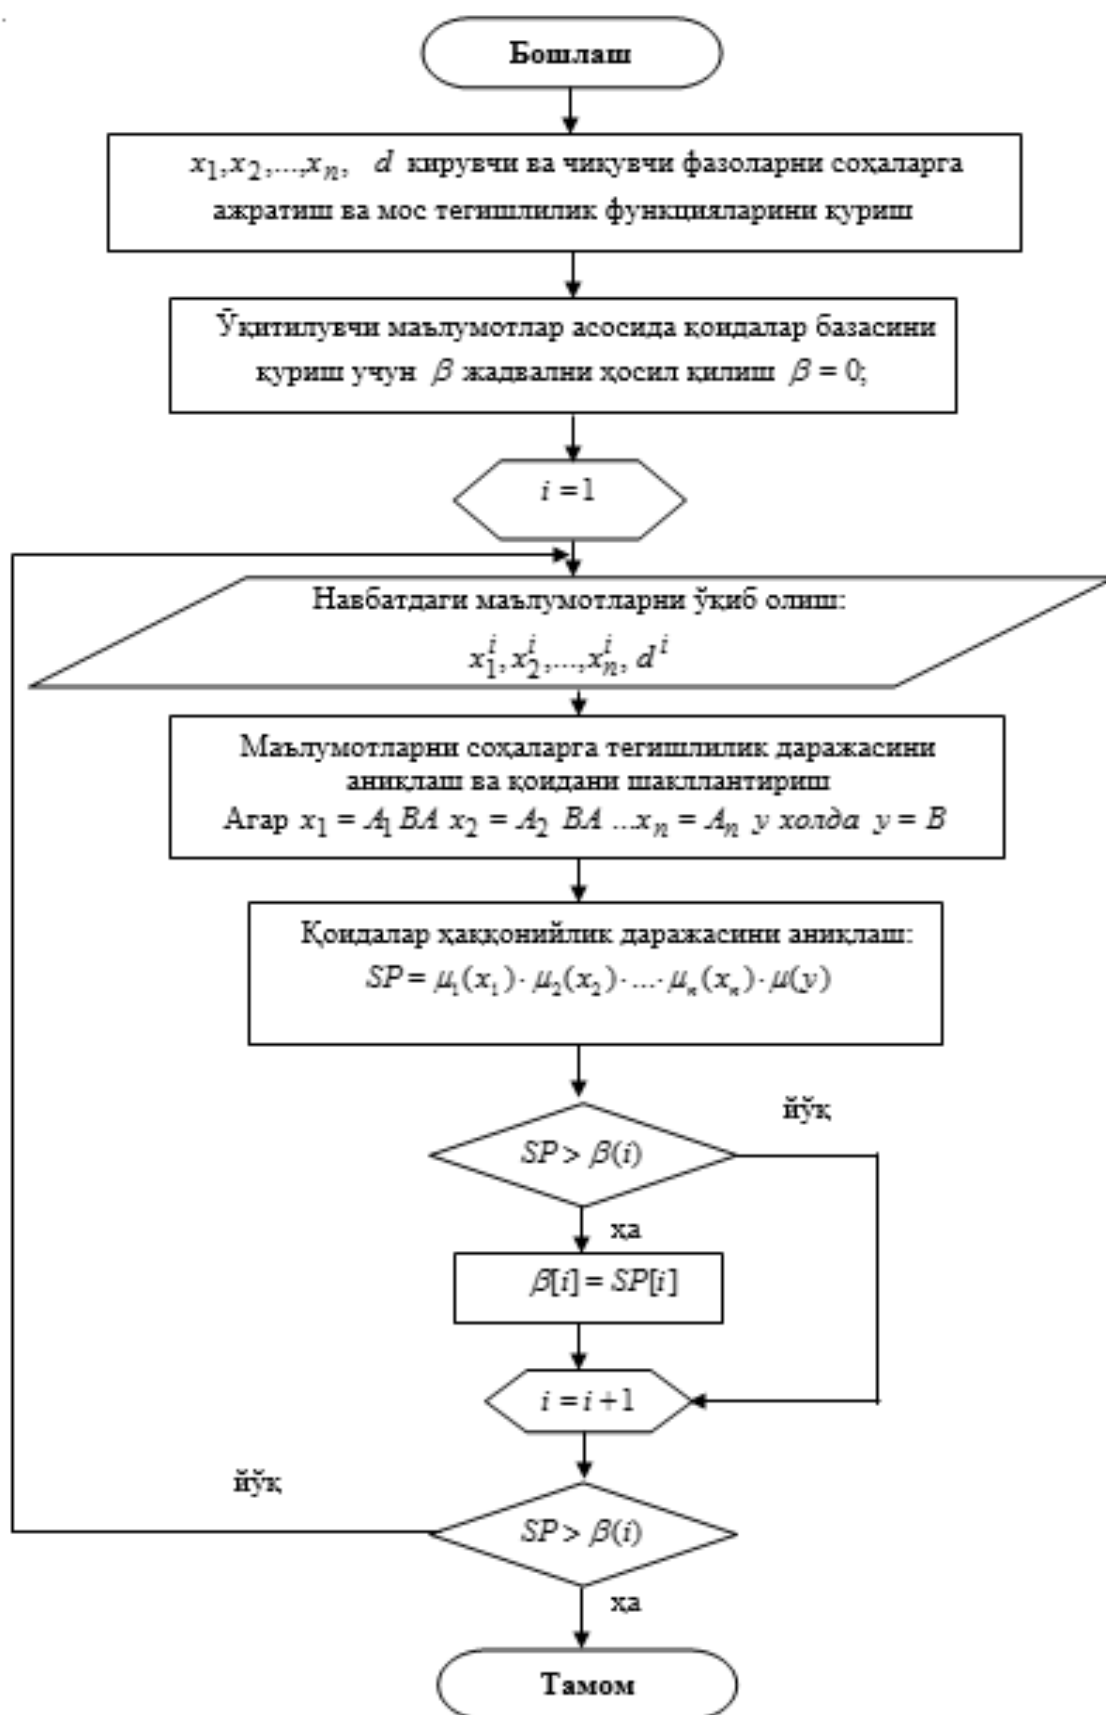 Бошлаш
x₁, x₂,...,xₙ, d кирувчи ва чиқувчи фазоларни соҳаларга
ажратиш ва мос тегишлилик функцияларини қуриш
Ўқитилувчи маълумотлар асосида қоидалар базасини
қуриш учун β жадвални ҳосил қилиш β = 0;
i = 1
Навбатдаги маълумотларни ўқиб олиш:
x₁ⁱ, x₂ⁱ,...,xₙⁱ, dⁱ
Маълумотларни соҳаларга тегишлилик даражасини
аниқлаш ва қоидани шакллантириш
Агар x₁ = A₁ ВА x₂ = A₂ ВА ...xₙ = Aₙ у холда y = B
Қоидалар ҳаққонийлик даражасини аниқлаш:
SP = μ₁(x₁)· μ₂(x₂)·...· μₙ(xₙ)· μ(y)
йўқ
SP > β(i)
ҳа
β[i] = SP[i]
i = i + 1
йўқ
SP > β(i)
ҳа
Тамом